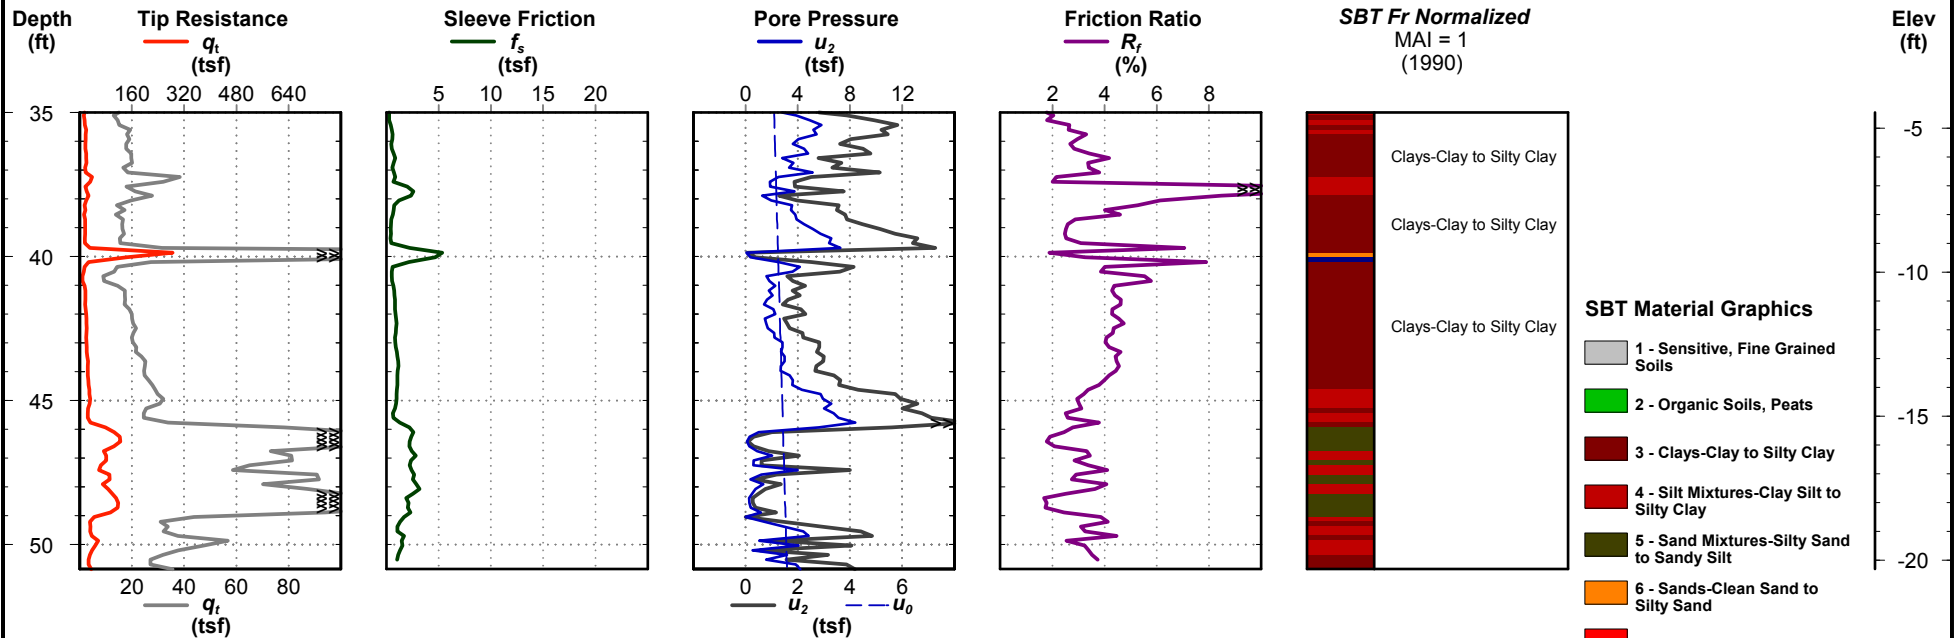 Depth
(ft)
Tip Resistance
qt
(tsf)
160 320 480 640
Sleeve Friction
fs
(tsf)
5 10 15 20
Pore Pressure
u2
(tsf)
0 4 8 12
Friction Ratio
Rf
(%)
2 4 6 8
SBT Fr Normalized
MAI = 1
(1990)
Elev
(ft)
35
40
45
50
>>
>>
>>
>>
>>
>>
>>
>>
>>
>>
>>
>>
Clays-Clay to Silty Clay
Clays-Clay to Silty Clay
Clays-Clay to Silty Clay
-5
-10
-15
-20
20 40 60 80
qt
(tsf)
0 2 4 6
u2
u0
(tsf)
SBT Material Graphics
1 - Sensitive, Fine Grained
Soils
2 - Organic Soils, Peats
3 - Clays-Clay to Silty Clay
4 - Silt Mixtures-Clay Silt to
Silty Clay
5 - Sand Mixtures-Silty Sand
to Sandy Silt
6 - Sands-Clean Sand to
Silty Sand